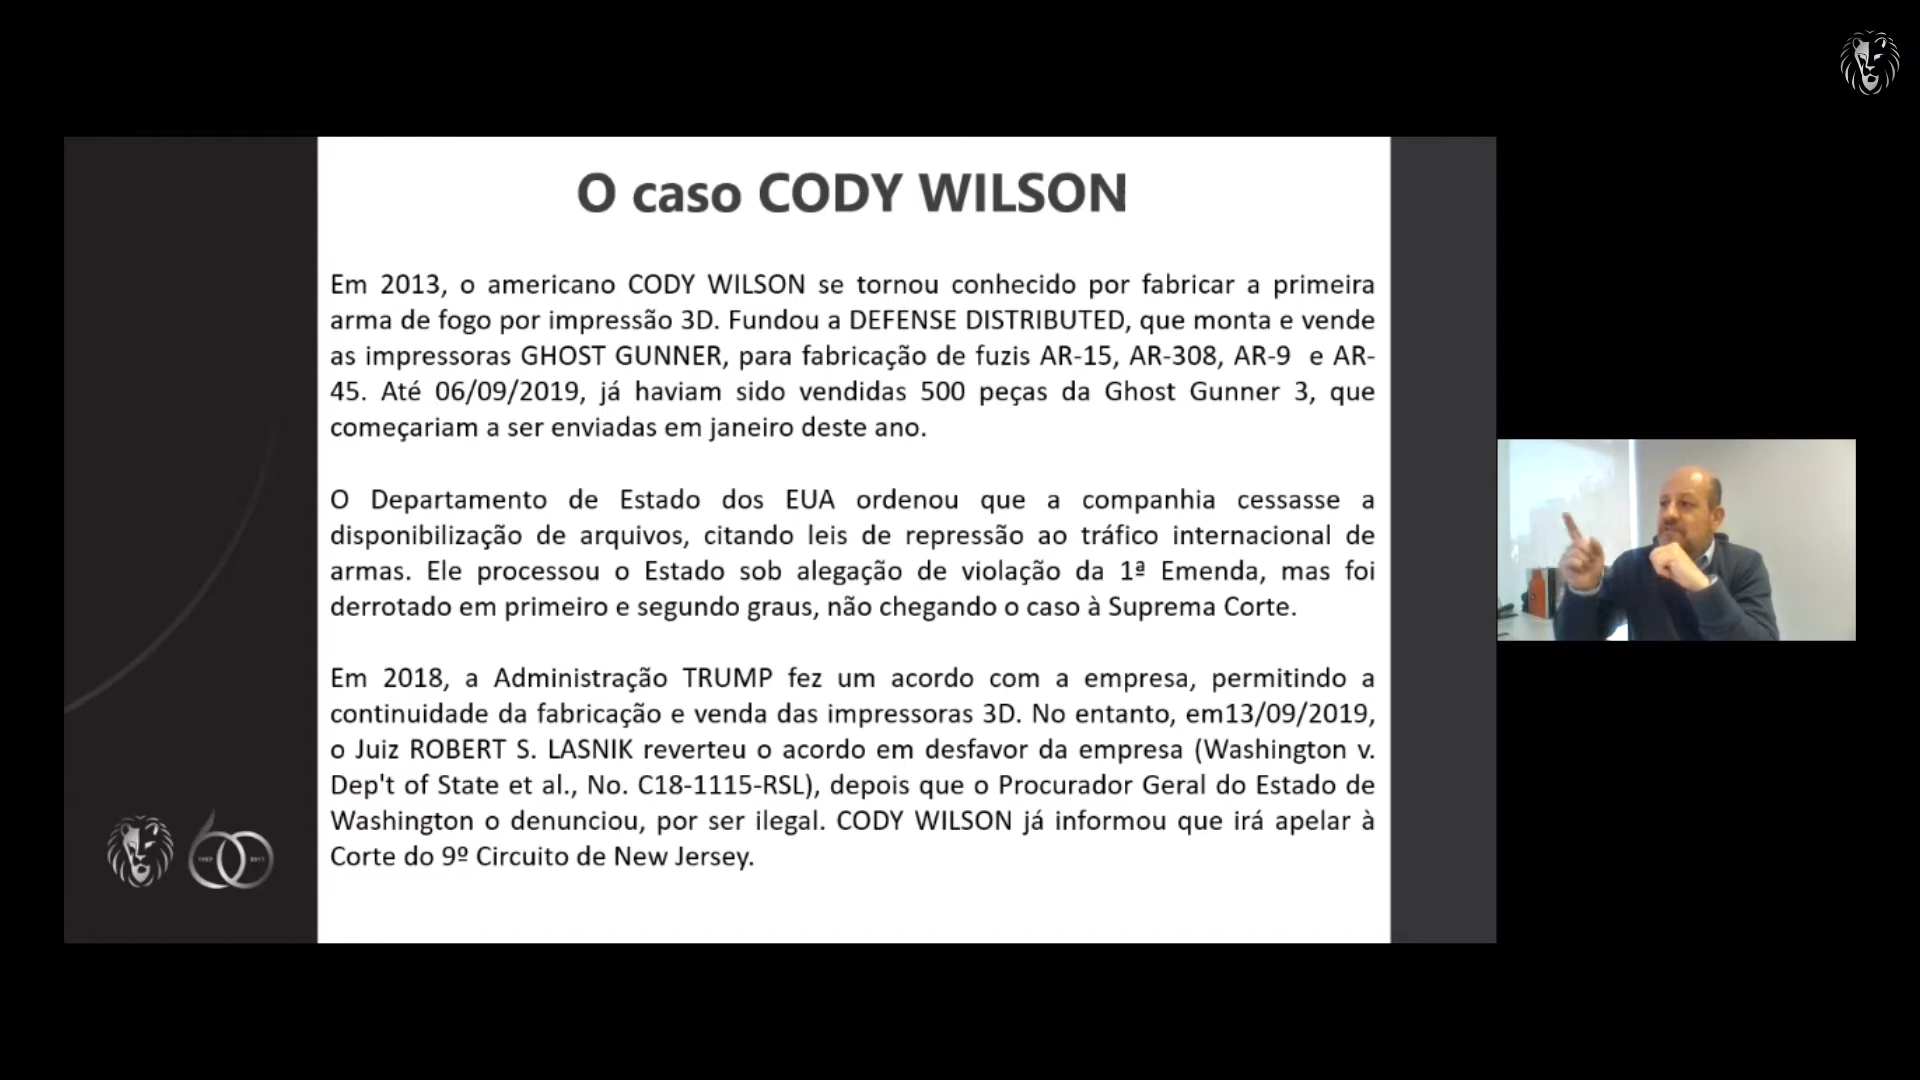 O caso CODY WILSON
Em 2013, o americano CODY WILSON se tornou conhecido por fabricar a primeira
arma de fogo por impressão 3D. Fundou a DEFENSE DISTRIBUTED, que monta e vende
as impressoras GHOST GUNNER, para fabricação de fuzis AR-15, AR-308, AR-9 e AR-
45. Até 06/09/2019, já haviam sido vendidas 500 peças da Ghost Gunner 3, que
começariam a ser enviadas em janeiro deste ano.
O Departamento de Estado dos EUA ordenou que a companhia cessasse a
disponibilização de arquivos, citando leis de repressão ao tráfico internacional de
armas. Ele processou o Estado sob alegação de violação da 1ª Emenda, mas foi
derrotado em primeiro e segundo graus, não chegando o caso à Suprema Corte.
Em 2018, a Administração TRUMP fez um acordo com a empresa, permitindo a
continuidade da fabricação e venda das impressoras 3D. No entanto, em13/09/2019,
o Juiz ROBERT S. LASNIK reverteu o acordo em desfavor da empresa (Washington v.
Dep't of State et al., No. C18-1115-RSL), depois que o Procurador Geral do Estado de
Washington o denunciou, por ser ilegal. CODY WILSON já informou que irá apelar à
Corte do 9º Circuito de New Jersey.
60